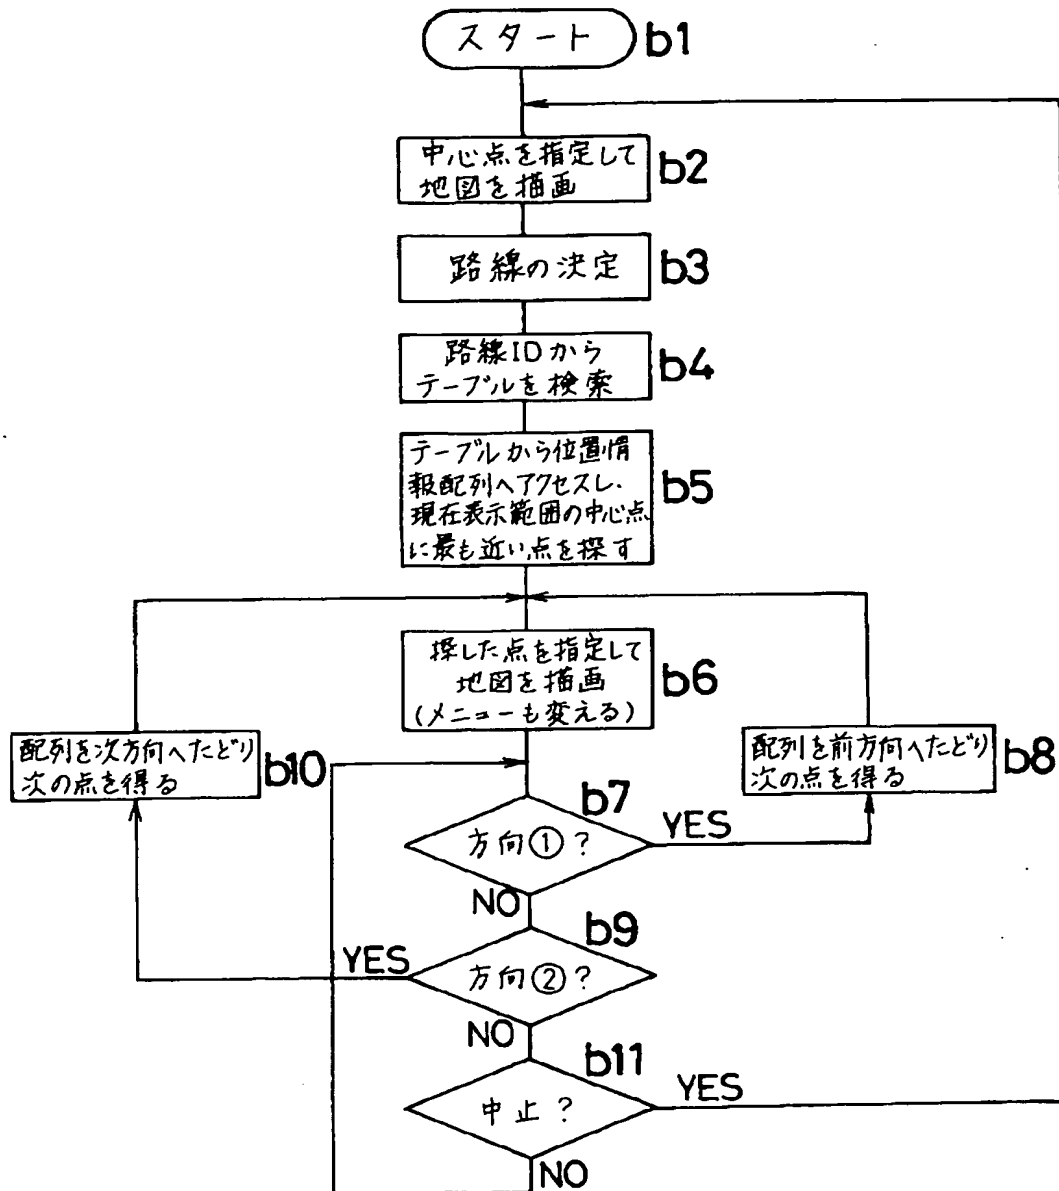 スタート
b1
中心点を指定して
地図を描画
b2
路線の決定
b3
路線IDから
テーブルを検索
b4
テーブルから位置情
報配列へアクセスし、
現在表示範囲の中心点
に最も近い点を探す
b5
探した点を指定して
地図を描画
(メニューも変える)
b6
配列を次方向へたどり
次の点を得る
b10
配列を前方向へたどり
次の点を得る
b8
b7
方向①?
YES
NO
b9
方向②?
YES
NO
b11
中止?
YES
NO